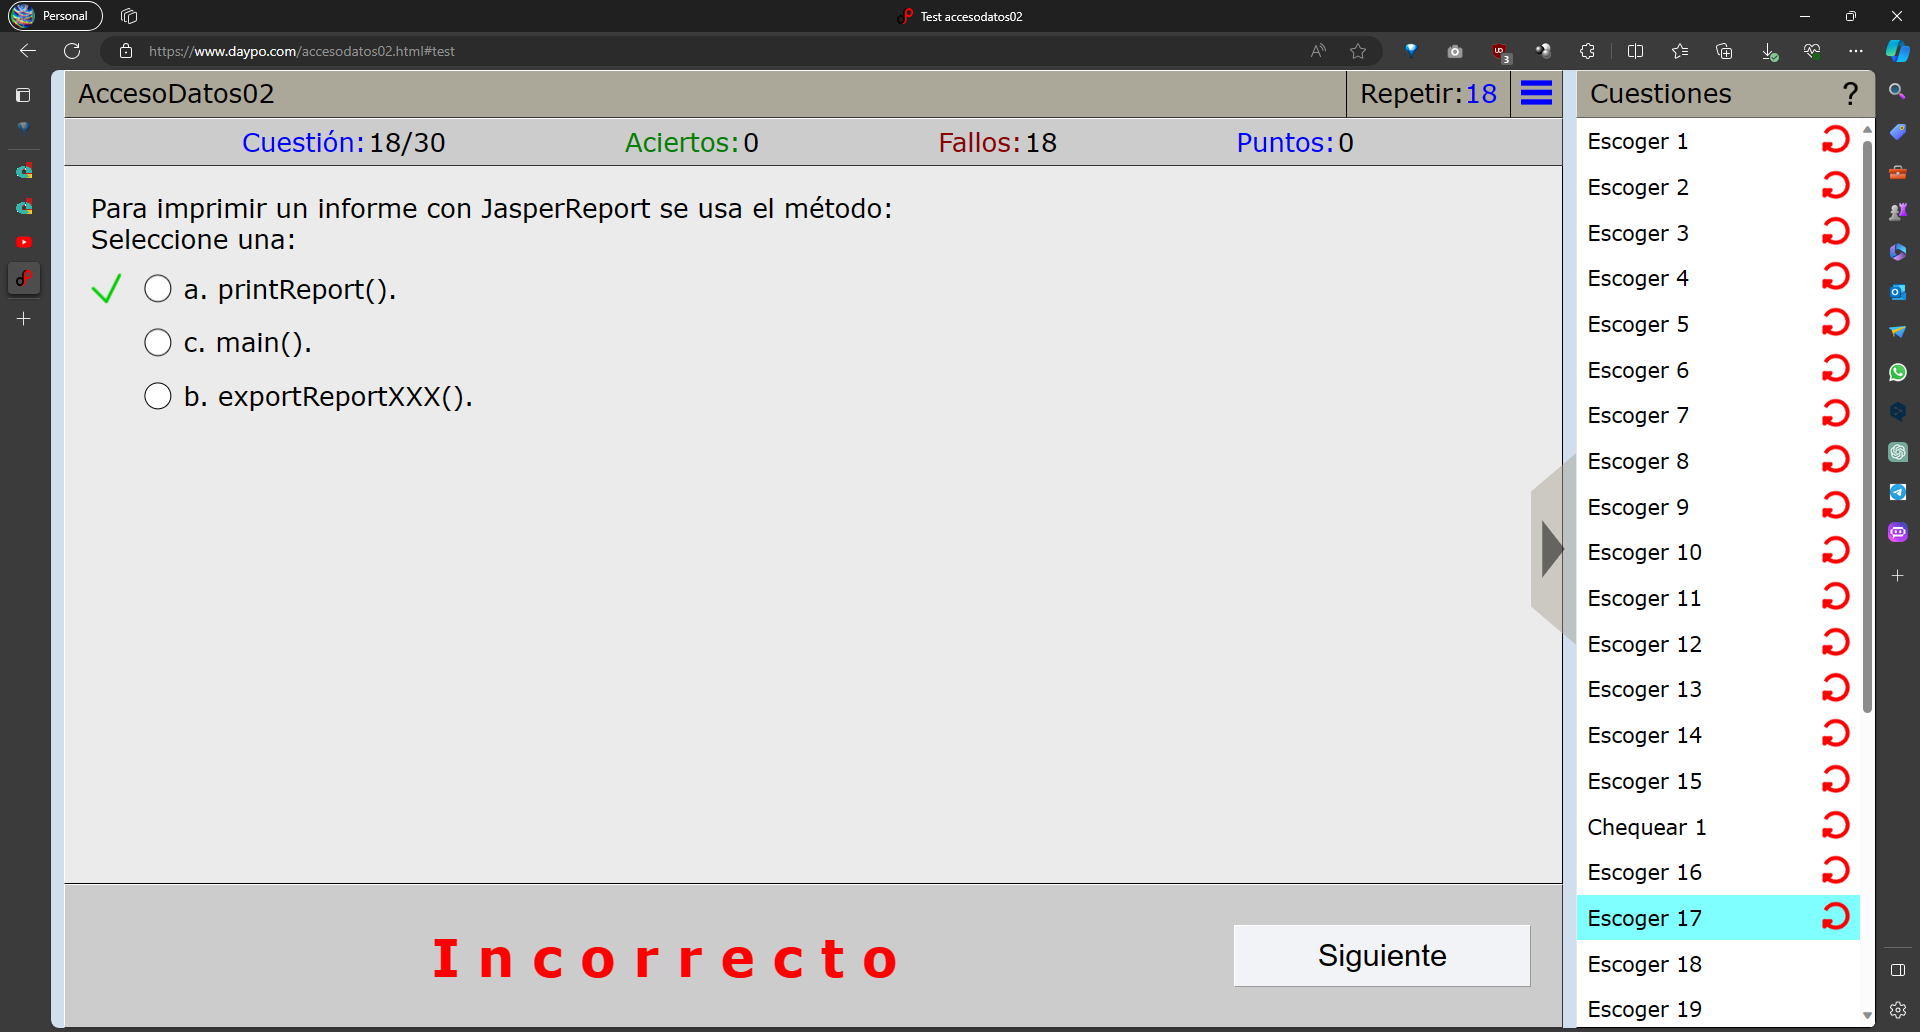 Personal
Test accesodatos02
https://www.daypo.com/accesodatos02.html#test
3
AccesoDatos02
Repetir:18
Cuestiones
?
Cuestión:18/30
Aciertos:0
Fallos:18
Puntos:0
Para imprimir un informe con JasperReport se usa el método:
Seleccione una:
a. printReport().
c. main().
b. exportReportXXX().
Incorrecto
Siguiente
Escoger 1
Escoger 2
Escoger 3
Escoger 4
Escoger 5
Escoger 6
Escoger 7
Escoger 8
Escoger 9
Escoger 10
Escoger 11
Escoger 12
Escoger 13
Escoger 14
Escoger 15
Chequear 1
Escoger 16
Escoger 17
Escoger 18
Escoger 19